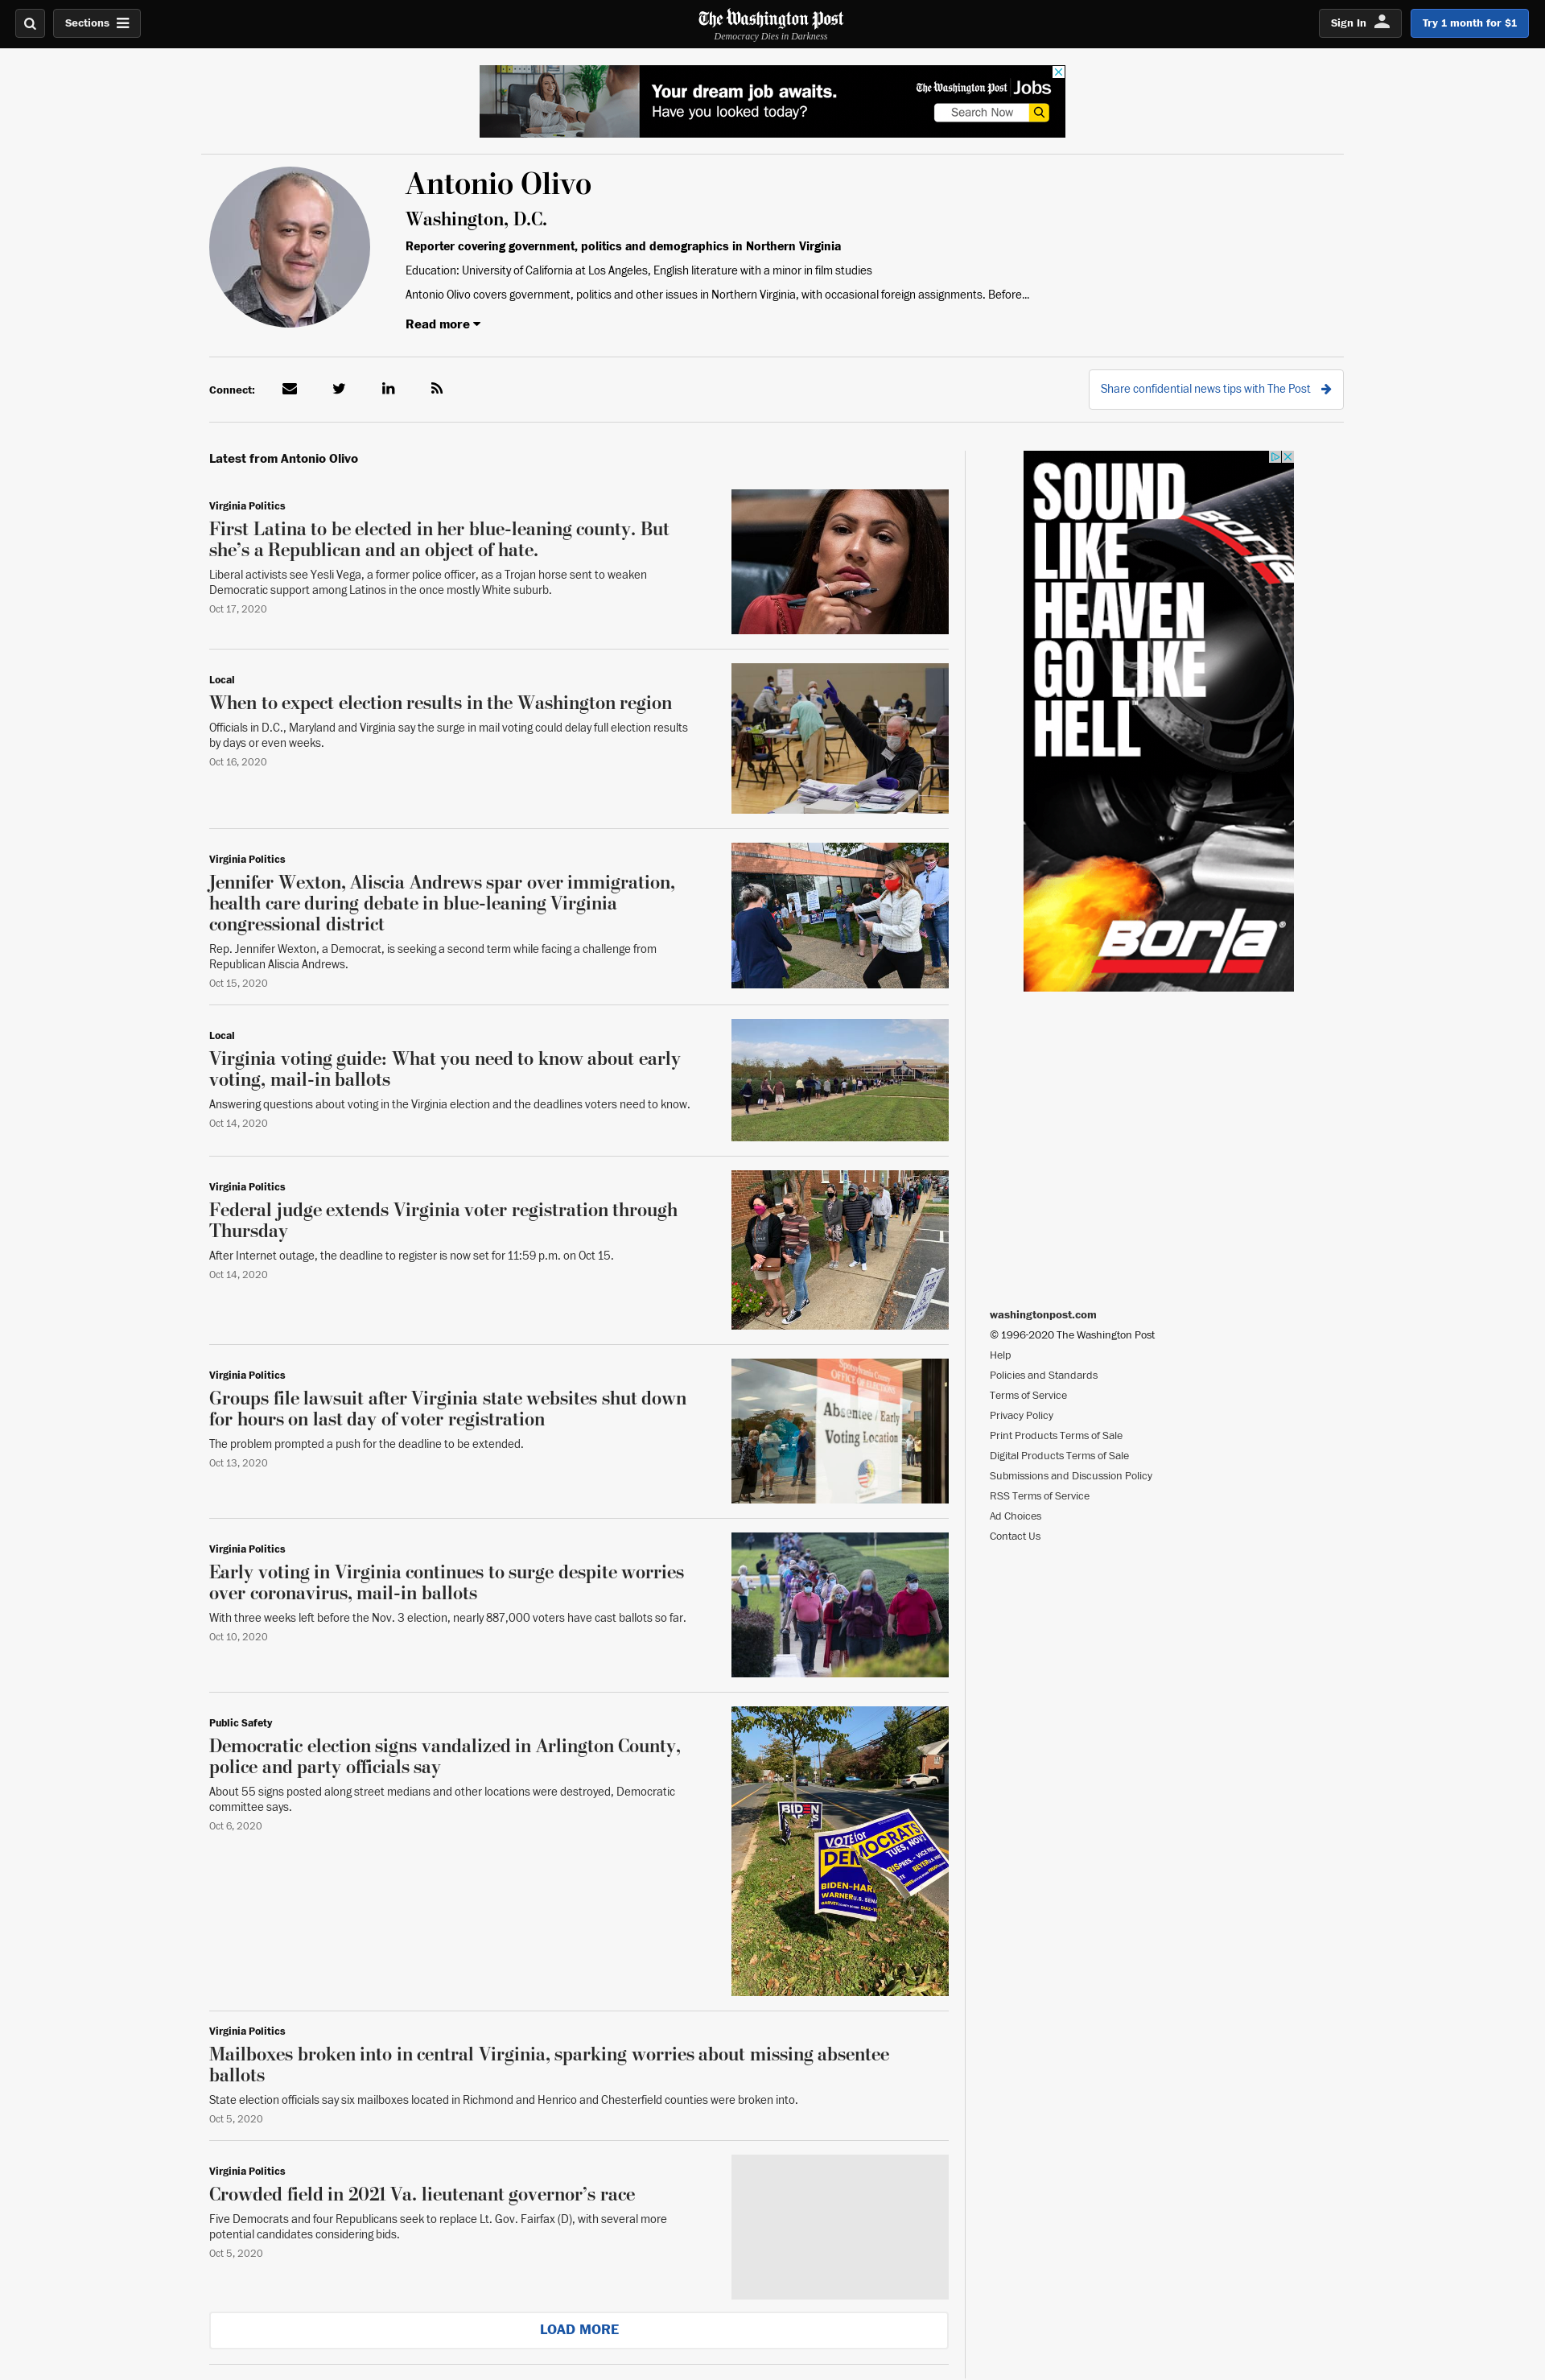 Sections
The Washington Post
Democracy Dies in Darkness
Sign In
Try 1 month for $1
Your dream job awaits.
Have you looked today?
The Washington Post Jobs
Search Now
Antonio Olivo
Washington, D.C.
Reporter covering government, politics and demographics in Northern Virginia
Education: University of California at Los Angeles, English literature with a minor in film studies
Antonio Olivo covers government, politics and other issues in Northern Virginia, with occasional foreign assignments. Before...
Read more
Connect:
Share confidential news tips with The Post
Latest from Antonio Olivo
Virginia Politics
First Latina to be elected in her blue-leaning county. But
she's a Republican and an object of hate.
Liberal activists see Yesli Vega, a former police officer, as a Trojan horse sent to weaken
Democratic support among Latinos in the once mostly White suburb.
Oct 17, 2020
Local
When to expect election results in the Washington region
Officials in D.C., Maryland and Virginia say the surge in mail voting could delay full election results
by days or even weeks.
Oct 16, 2020
Virginia Politics
Jennifer Wexton, Aliscia Andrews spar over immigration,
health care during debate in blue-leaning Virginia
congressional district
Rep. Jennifer Wexton, a Democrat, is seeking a second term while facing a challenge from
Republican Aliscia Andrews.
Oct 15, 2020
Local
Virginia voting guide: What you need to know about early
voting, mail-in ballots
Answering questions about voting in the Virginia election and the deadlines voters need to know.
Oct 14, 2020
Virginia Politics
Federal judge extends Virginia voter registration through
Thursday
After Internet outage, the deadline to register is now set for 11:59 p.m. on Oct 15.
Oct 14, 2020
Virginia Politics
Groups file lawsuit after Virginia state websites shut down
for hours on last day of voter registration
The problem prompted a push for the deadline to be extended.
Oct 13, 2020
Spotsylvania County
OFFICE OF ELECTIONS
Absentee / Early
Voting Location
Virginia Politics
Early voting in Virginia continues to surge despite worries
over coronavirus, mail-in ballots
With three weeks left before the Nov. 3 election, nearly 887,000 voters have cast ballots so far.
Oct 10, 2020
Public Safety
Democratic election signs vandalized in Arlington County,
police and party officials say
About 55 signs posted along street medians and other locations were destroyed, Democratic
committee says.
Oct 6, 2020
BIDEN
VOTE for
DEMOCRATS
TUES, NOV
BIDEN-HAR
WARNER U.S. SENA
BEYER
Virginia Politics
Mailboxes broken into in central Virginia, sparking worries about missing absentee
ballots
State election officials say six mailboxes located in Richmond and Henrico and Chesterfield counties were broken into.
Oct 5, 2020
Virginia Politics
Crowded field in 2021 Va. lieutenant governor's race
Five Democrats and four Republicans seek to replace Lt. Gov. Fairfax (D), with several more
potential candidates considering bids.
Oct 5, 2020
LOAD MORE
SOUND
LIKE
HEAVEN
GO LIKE
HELL
BORLA
BORLA®
washingtonpost.com
© 1996-2020 The Washington Post
Help
Policies and Standards
Terms of Service
Privacy Policy
Print Products Terms of Sale
Digital Products Terms of Sale
Submissions and Discussion Policy
RSS Terms of Service
Ad Choices
Contact Us